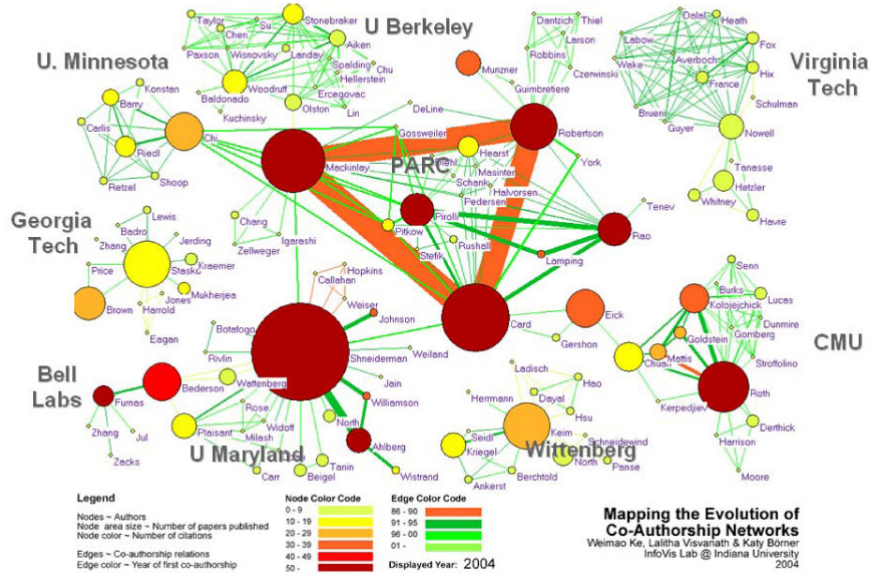 U Berkeley
U. Minnesota
Virginia
Tech
PARC
Georgia
Tech
Bell
Labs
U Maryland
Wittenberg
CMU
Taylor
Su
Stonebraker
Chen
Aiken
Paxson
Wisnovsky
Landay
Spalding
Chu
Hellerstein
Woodruff
Ercegovac
Baldonado
Olston
Lin
Kuchinsky
Dantzich
Thiel
Larson
Robbins
Munzner
Czerwinski
Guimbretiere
Dalal
Heath
Labow
Fox
Wake
Averboch
Hix
France
Schulman
Bruen
Guyer
Nowell
Tanasse
Hetzler
Whitney
Havre
Konstan
Barry
Carlis
Chi
Riedl
Retzel
Shoop
DeLine
Gossweiler
Robertson
Mackinlay
Hearst
York
Masinter
Schank
Halvorsen
Pedersen
Pirolli
Pitkow
Rushall
Stefik
Tenev
Rao
Lamping
Chang
Igarashi
Zellweger
Lewis
Badro
Zhang
Jerding
Stasko
Kraemer
Price
Jones
Mukherjea
Brown
Harrold
Eagan
Hopkins
Callahan
Weiser
Johnson
Card
Eick
Gershon
Botafogo
Shneiderman
Weiland
Rivlin
Jain
Bederson
Wattenberg
Williamson
Furnas
Rose
North
Plaisant
Widoff
Milash
Ahlberg
Zhang
Jul
Zacks
Carr
Beigel
Tanin
Wistrand
Senn
Burks
Kolojejchick
Lucas
Dunmire
Goldstein
Gomberg
Mattis
Chuah
Stroffolino
Roth
Kerpedjiev
Derthick
Harrison
Moore
Ladisch
Hao
Herrmann
Dayal
Hsu
Seidl
Keim
Schneidewind
Kriegel
North
Panse
Ankerst
Berchtold
Legend
Nodes ~ Authors
Node area size ~ Number of papers published
Node color ~ Number of citations
Edges ~ Co-authorship relations
Edge color ~ Year of first co-authorship
Node Color Code
0 - 9
10 - 19
20 - 29
30 - 39
40 - 49
50 -
Edge Color Code
86 - 90
91 - 95
96 - 00
01 -
Displayed Year: 2004
Mapping the Evolution of
Co-Authorship Networks
Weimao Ke, Lalitha Visvanath & Katy Börner
InfoVis Lab @ Indiana University
2004